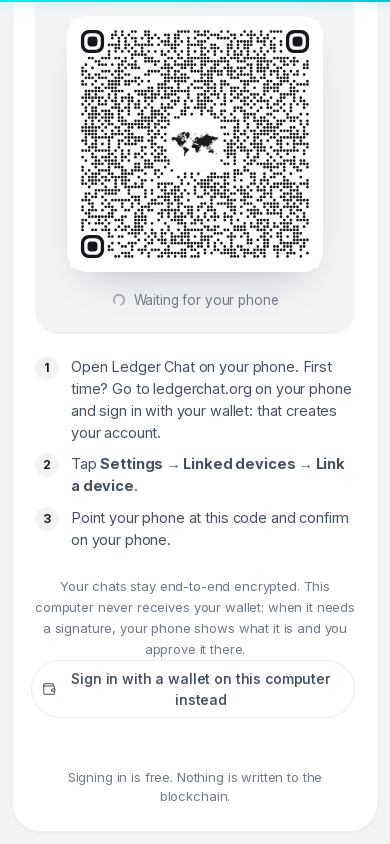 Waiting for your phone
1 Open Ledger Chat on your phone. First
time? Go to ledgerchat.org on your phone
and sign in with your wallet: that creates
your account.
2 Tap Settings → Linked devices → Link
a device.
3 Point your phone at this code and confirm
on your phone.
Your chats stay end-to-end encrypted. This
computer never receives your wallet: when it needs
a signature, your phone shows what it is and you
approve it there.
Sign in with a wallet on this computer
instead
Signing in is free. Nothing is written to the
blockchain.